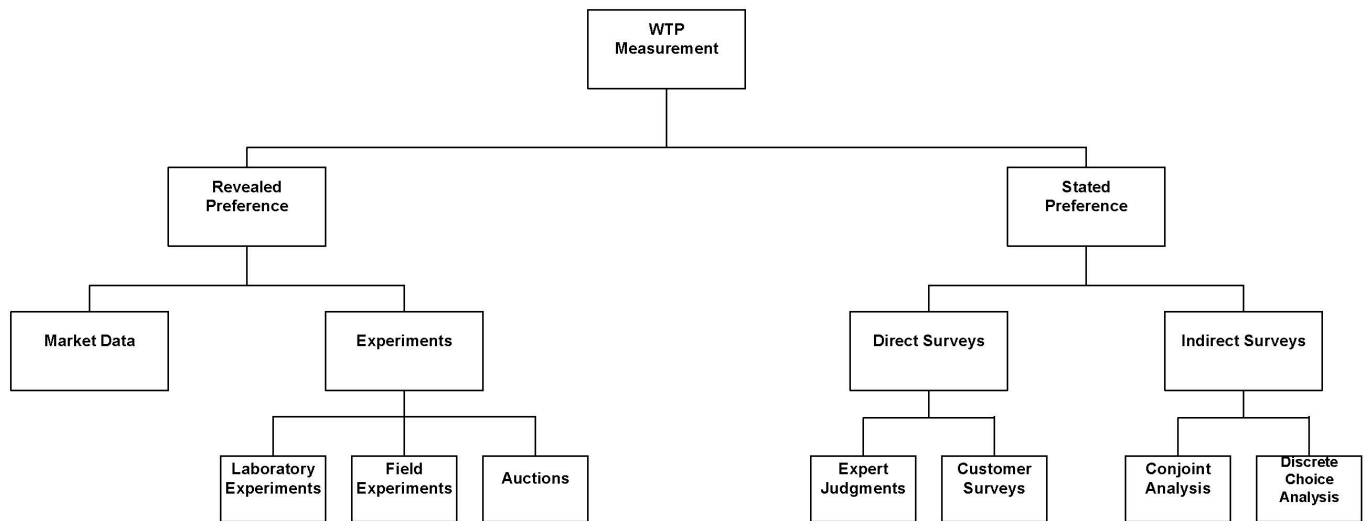 WTP
Measurement
Revealed
Preference
Stated
Preference
Market Data
Experiments
Direct Surveys
Indirect Surveys
Laboratory
Experiments
Field
Experiments
Auctions
Expert
Judgments
Customer
Surveys
Conjoint
Analysis
Discrete
Choice
Analysis